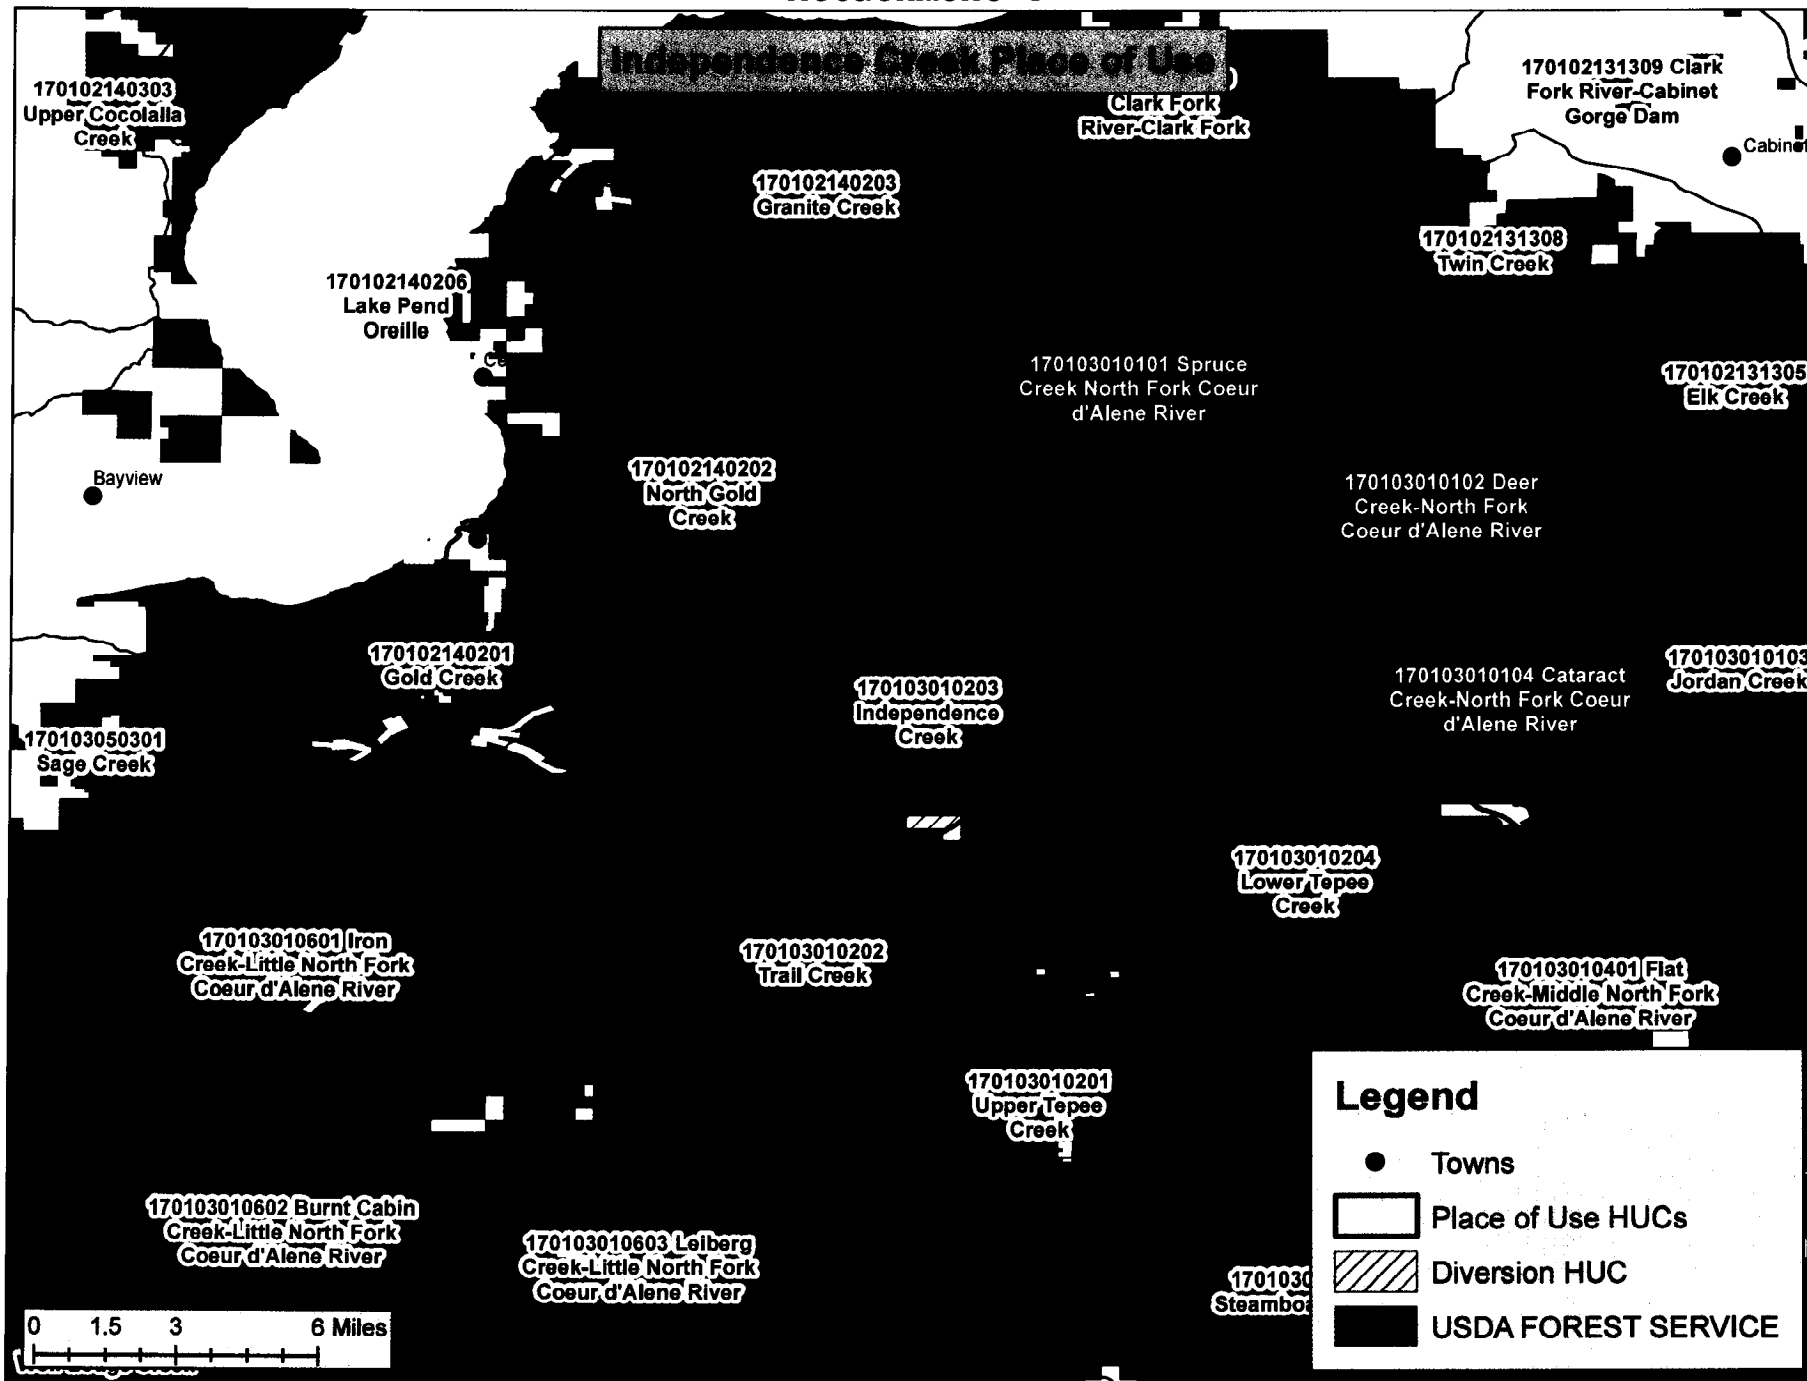 Independence Creek Place of Use
170102140303
Upper Cocolalla
Creek
Clark Fork
River-Clark Fork
170102131309 Clark
Fork River-Cabinet
Gorge Dam
Cabinet
170102140203
Granite Creek
170102131308
Twin Creek
170102140206
Lake Pend
Oreille
Ce
170103010101 Spruce
Creek North Fork Coeur
d'Alene River
170102131305
Elk Creek
Bayview
170102140202
North Gold
Creek
170103010102 Deer
Creek-North Fork
Coeur d'Alene River
170102140201
Gold Creek
170103010203
Independence
Creek
170103010104 Cataract
Creek-North Fork Coeur
d'Alene River
170103010103
Jordan Creek
170103050301
Sage Creek
170103010204
Lower Tepee
Creek
170103010601 Iron
Creek-Little North Fork
Coeur d'Alene River
170103010202
Trail Creek
170103010401 Flat
Creek-Middle North Fork
Coeur d'Alene River
170103010201
Upper Tepee
Creek
170103010602 Burnt Cabin
Creek-Little North Fork
Coeur d'Alene River
170103010603 Leiberg
Creek-Little North Fork
Coeur d'Alene River
1701030
Steamboa
Legend
Towns
Place of Use HUCs
Diversion HUC
USDA FOREST SERVICE
0 1.5 3 6 Miles